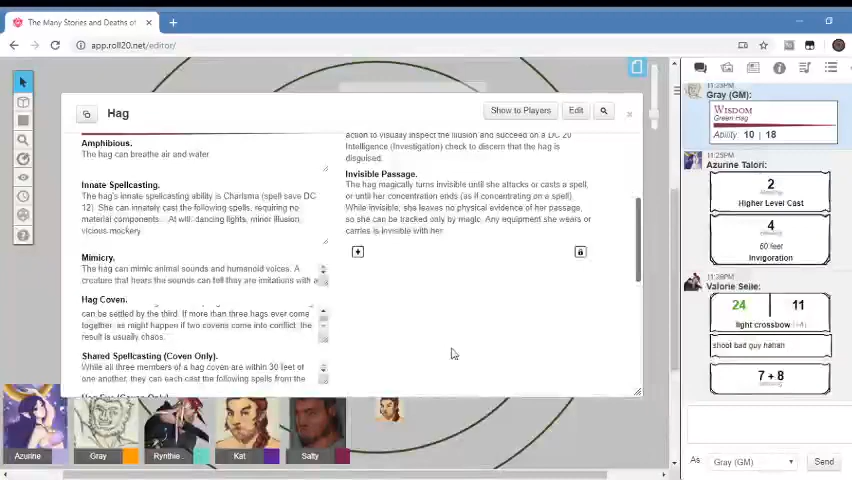 The Many Stories and Deaths of
app.roll20.net/editor/
Hag
Show to Players
Edit
Amphibious.
The hag can breathe air and water
Innate Spellcasting.
The hag's innate spellcasting ability is Charisma (spell save DC
12). She can innately cast the following spells, requiring no
material components. At will: dancing lights, minor illusion,
vicious mockery
Mimicry.
The hag can mimic animal sounds and humanoid voices. A
creature that hears the sounds can tell they are imitations with a
Hag Coven.
can be settled by the third. If more than three hags ever come
together, as might happen if two covens come into conflict, the
result is usually chaos.
Shared Spellcasting (Coven Only).
While all three members of a hag coven are within 30 feet of
one another, they can each cast the following spells from the
action to visually inspect the illusion and succeed on a DC 20
Intelligence (Investigation) check to discern that the hag is
disguised.
Invisible Passage.
The hag magically turns invisible until she attacks or casts a spell,
or until her concentration ends (as if concentrating on a spell).
While invisible, she leaves no physical evidence of her passage,
so she can be tracked only by magic. Any equipment she wears or
carries is invisible with her
Azurine
Gray
Rynthie
Kat
Salty
Gray (GM):
WISDOM
Green Hag
Ability: 10 | 18
11:25PM
Azurine Talori:
2
Higher Level Cast
4
60 feet
Invigoration
Valorie Seile:
24 11
light crossbow (+4)
shoot bad guy hahah
7 + 8
As:
Gray (GM)
Send